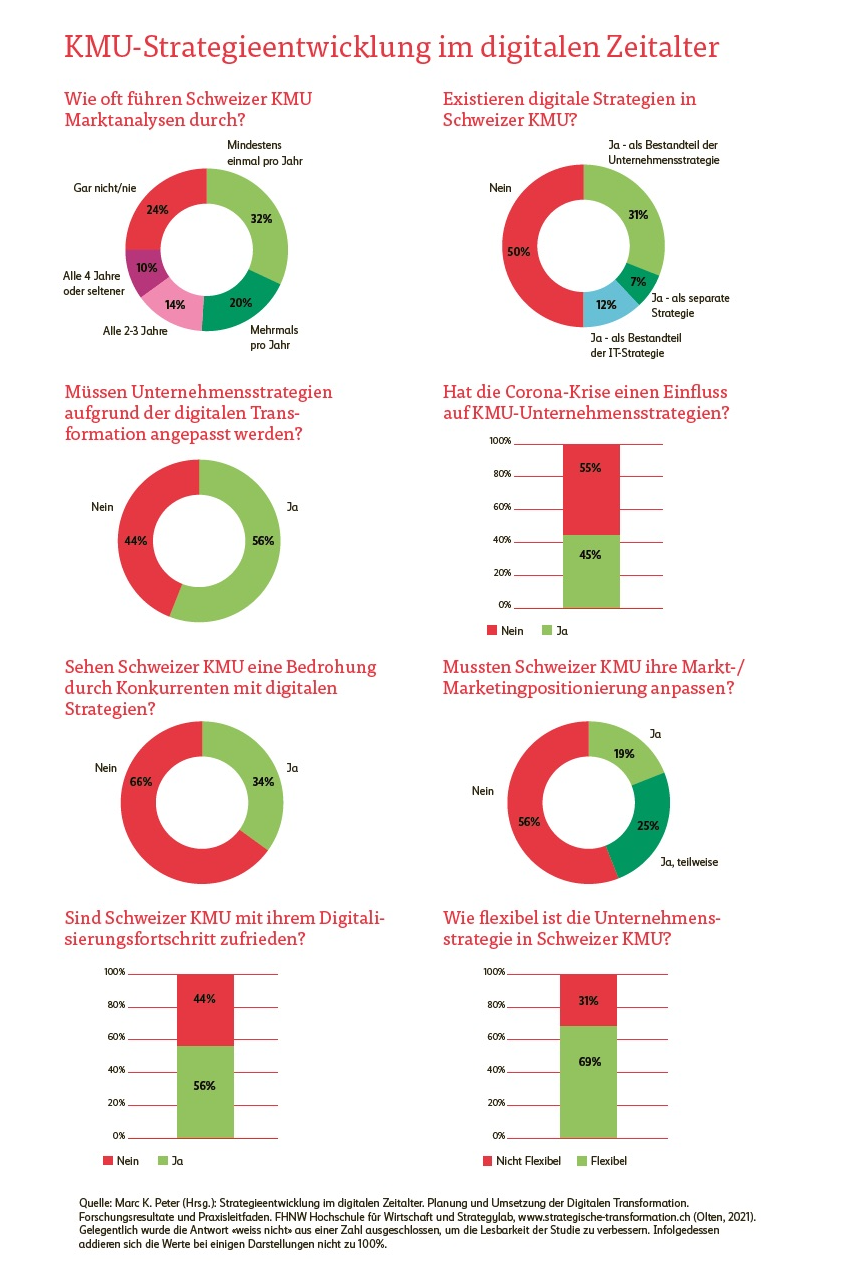 KMU-Strategieentwicklung im digitalen Zeitalter
Wie oft führen Schweizer KMU
Marktanalysen durch?
Mindestens
einmal pro Jahr
Gar nicht/nie
24%
32%
10%
Alle 4 Jahre
oder seltener
14%
20%
Alle 2-3 Jahre
Mehrmals
pro Jahr
Existieren digitale Strategien in
Schweizer KMU?
Ja - als Bestandteil der
Unternehmensstrategie
Nein
31%
50%
7%
Ja - als separate
Strategie
12%
Ja - als Bestandteil
der IT-Strategie
Müssen Unternehmensstrategien
aufgrund der digitalen Trans-
formation angepasst werden?
Nein
Ja
44%
56%
Hat die Corona-Krise einen Einfluss
auf KMU-Unternehmensstrategien?
100%
80%
60%
40%
20%
0%
55%
45%
Nein
Ja
Sehen Schweizer KMU eine Bedrohung
durch Konkurrenten mit digitalen
Strategien?
Nein
Ja
66%
34%
Mussten Schweizer KMU ihre Markt-/
Marketingpositionierung anpassen?
Ja
19%
Nein
56%
25%
Ja, teilweise
Sind Schweizer KMU mit ihrem Digitali-
sierungsfortschritt zufrieden?
100%
80%
60%
40%
20%
0%
44%
56%
Nein
Ja
Wie flexibel ist die Unternehmens-
strategie in Schweizer KMU?
100%
80%
60%
40%
20%
0%
31%
69%
Nicht Flexibel
Flexibel
Quelle: Marc K. Peter (Hrsg.): Strategieentwicklung im digitalen Zeitalter. Planung und Umsetzung der Digitalen Transformation.
Forschungsresultate und Praxisleitfaden. FHNW Hochschule für Wirtschaft und Strategylab, www.strategische-transformation.ch (Olten, 2021).
Gelegentlich wurde die Antwort «weiss nicht» aus einer Zahl ausgeschlossen, um die Lesbarkeit der Studie zu verbessern. Infolgedessen
addieren sich die Werte bei einigen Darstellungen nicht zu 100%.